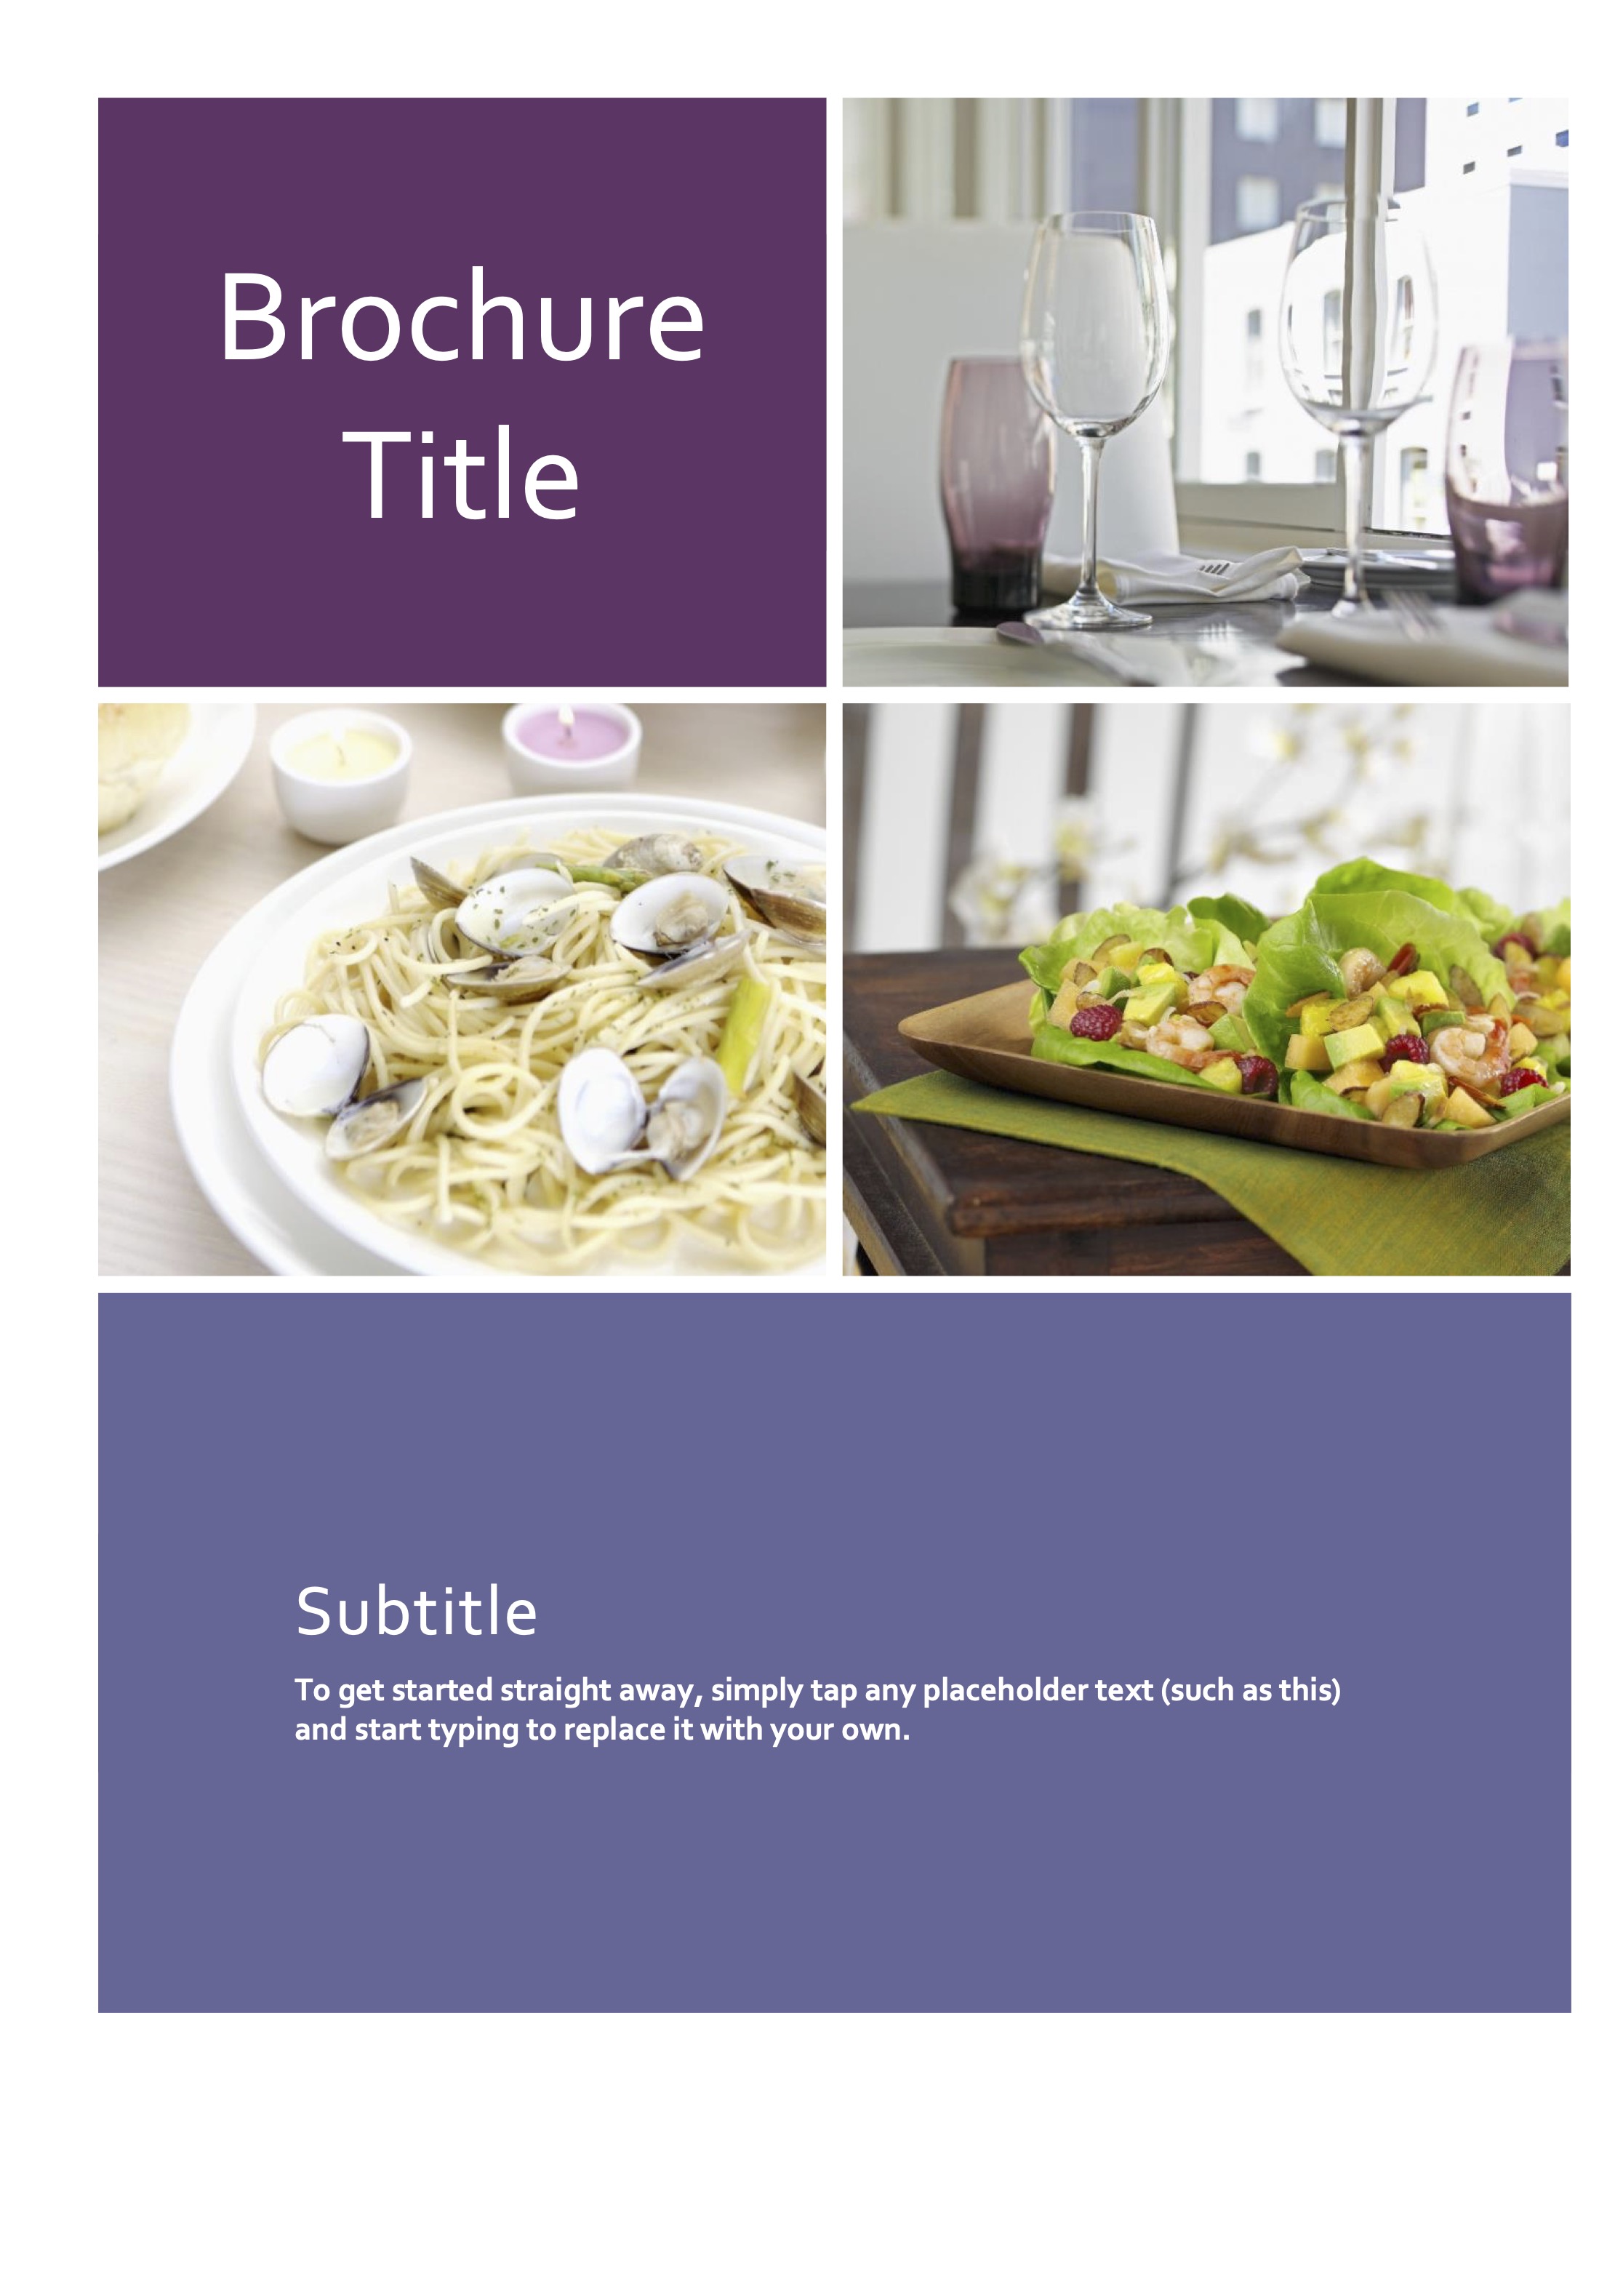 Brochure
Title
Subtitle
To get started straight away, simply tap any placeholder text (such as this)
and start typing to replace it with your own.